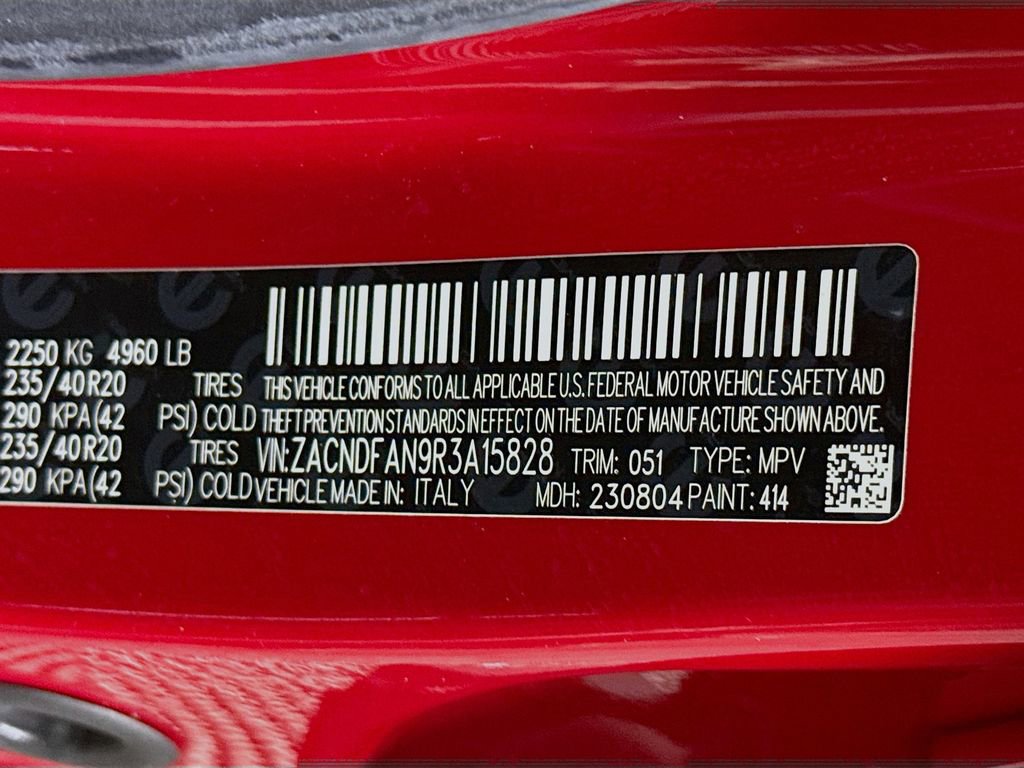 2250 KG 4960 LB
235/40R20 TIRES THIS VEHICLE CONFORMS TO ALL APPLICABLE U.S. FEDERAL MOTOR VEHICLE SAFETY AND
290 KPA(42 PSI) COLD THEFT PREVENTION STANDARDS IN EFFECT ON THE DATE OF MANUFACTURE SHOWN ABOVE.
235/40R20 TIRES VIN:ZACNDFAN9R3A15828 TRIM: 051 TYPE: MPV
290 KPA(42 PSI) COLD VEHICLE MADE IN: ITALY MDH: 230804 PAINT: 414